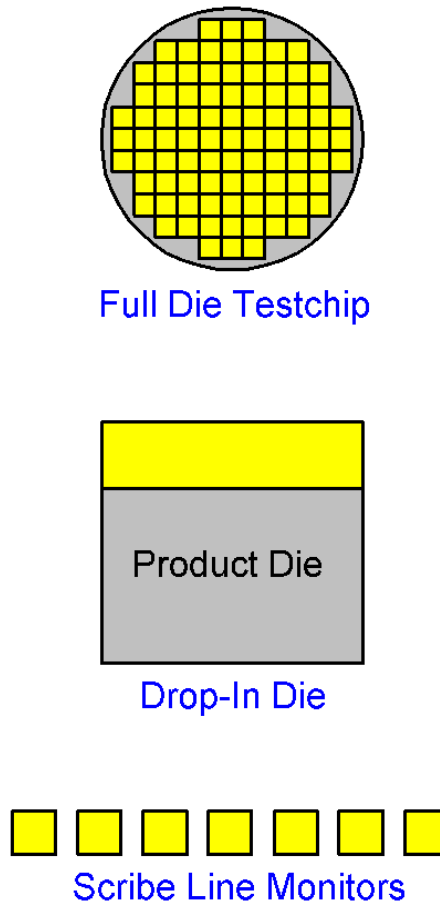 Full Die Testchip
Product Die
Drop-In Die
Scribe Line Monitors